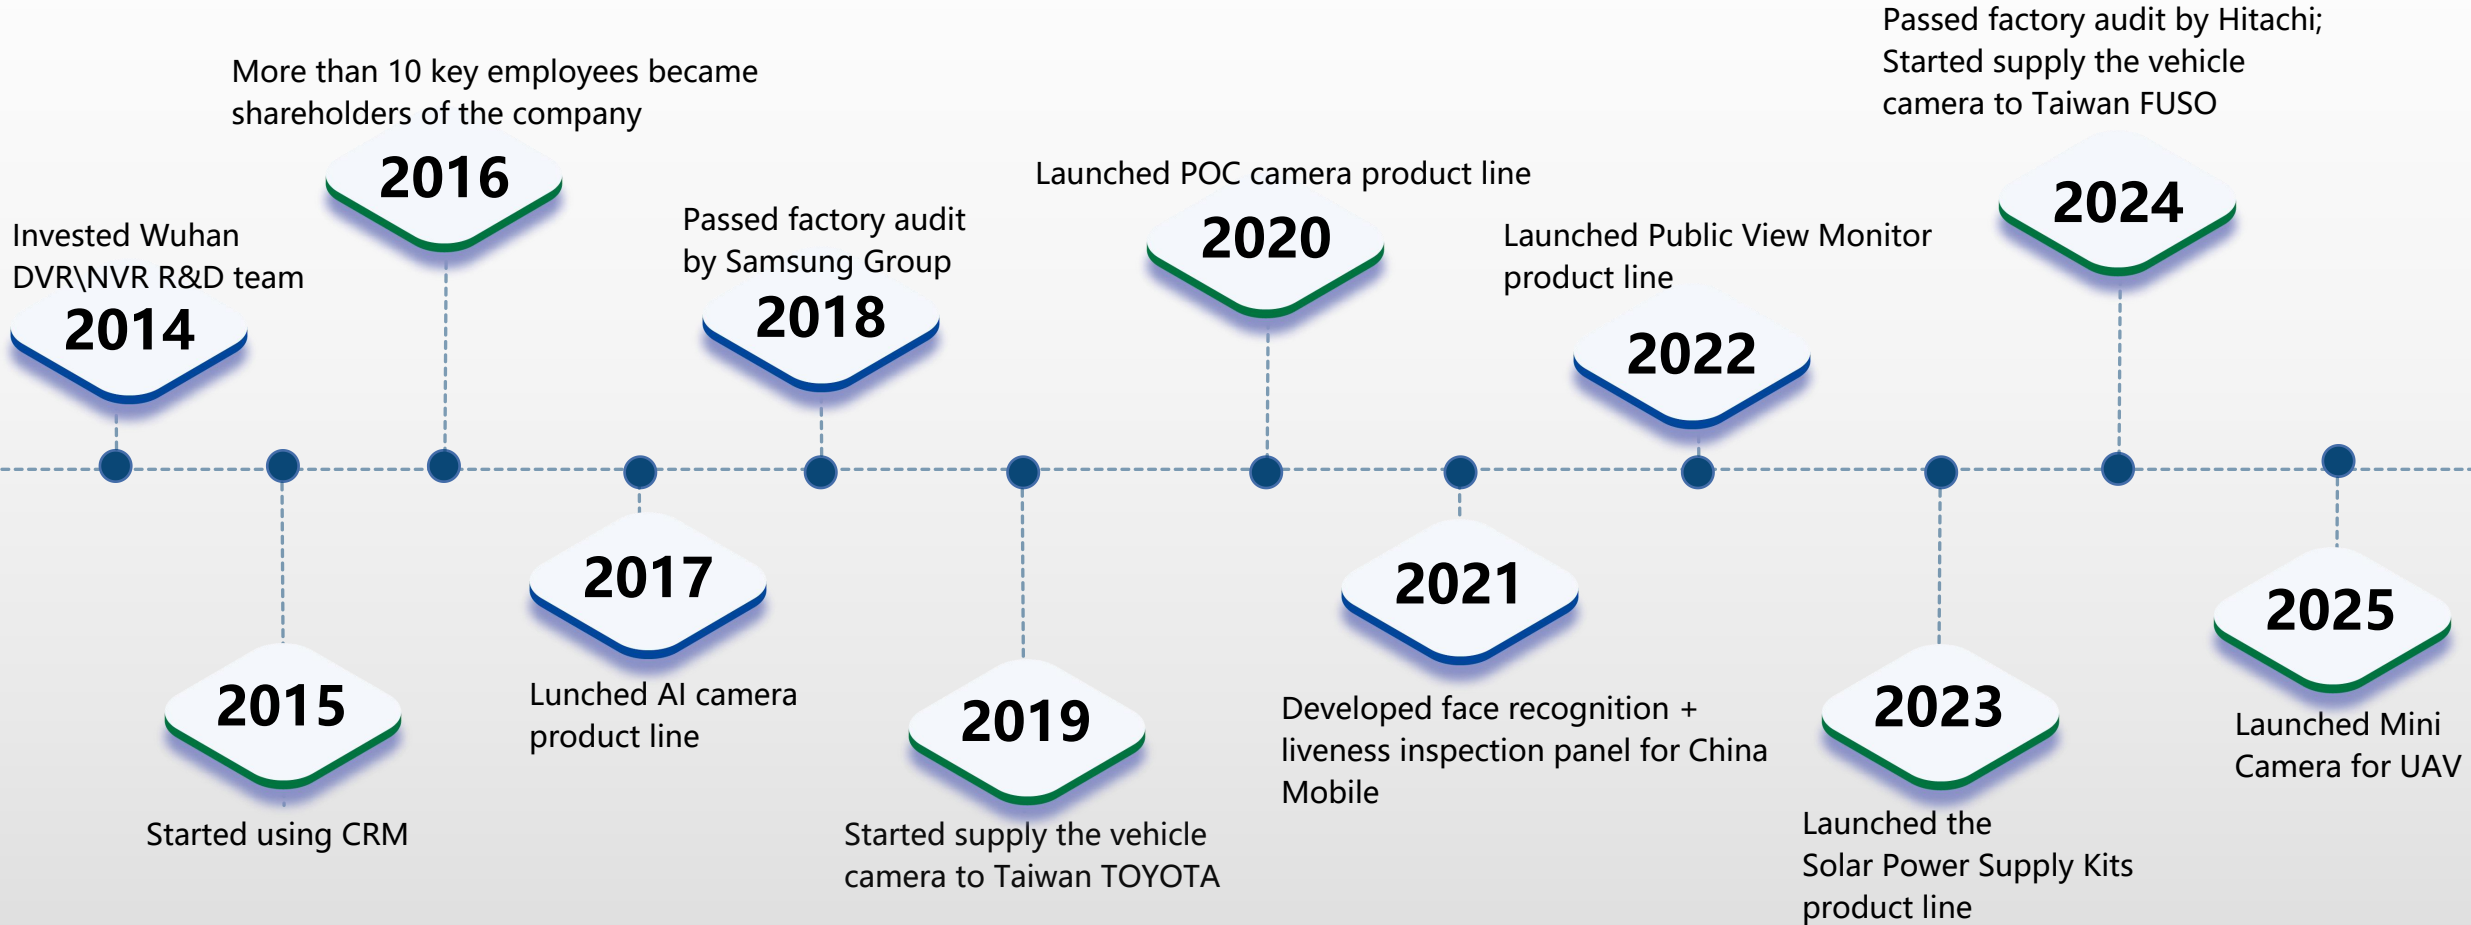 Invested Wuhan
DVR\NVR R&D team
2014
Started using CRM
2015
More than 10 key employees became
shareholders of the company
2016
2017
Lunched AI camera
product line
Passed factory audit
by Samsung Group
2018
2019
Started supply the vehicle
camera to Taiwan TOYOTA
Launched POC camera product line
2020
2021
Developed face recognition +
liveness inspection panel for China
Mobile
Launched Public View Monitor
product line
2022
2023
Launched the
Solar Power Supply Kits
product line
Passed factory audit by Hitachi;
Started supply the vehicle
camera to Taiwan FUSO
2024
2025
Launched Mini
Camera for UAV